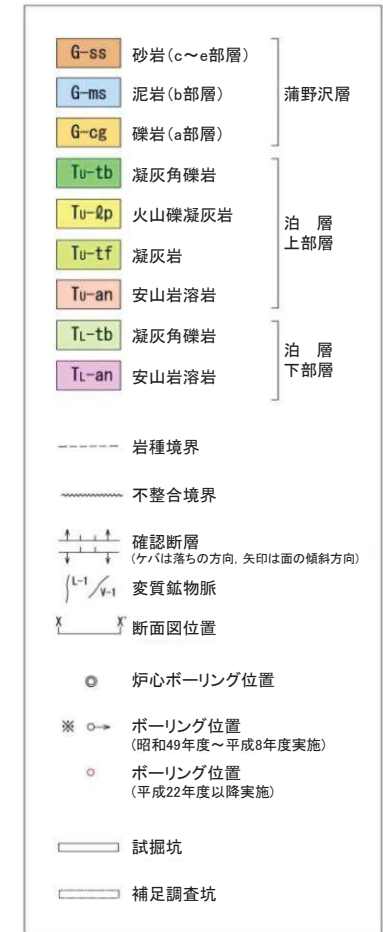 G-ss 砂岩(c～e部層)
G-ms 泥岩(b部層)
蒲野沢層
G-cg 礫岩(a部層)
Tu-tb 凝灰角礫岩
Tu-ℓp 火山礫凝灰岩
泊 層
上部層
Tu-tf 凝灰岩
Tu-an 安山岩溶岩
TL-tb 凝灰角礫岩
泊 層
下部層
TL-an 安山岩溶岩
岩種境界
不整合境界
確認断層
(ケバは落ちの方向, 矢印は面の傾斜方向)
L-1 V-1 変質鉱物脈
X X' 断面図位置
◎ 炉心ボーリング位置
※ ボーリング位置
(昭和49年度～平成8年度実施)
ボーリング位置
(平成22年度以降実施)
試掘坑
補足調査坑